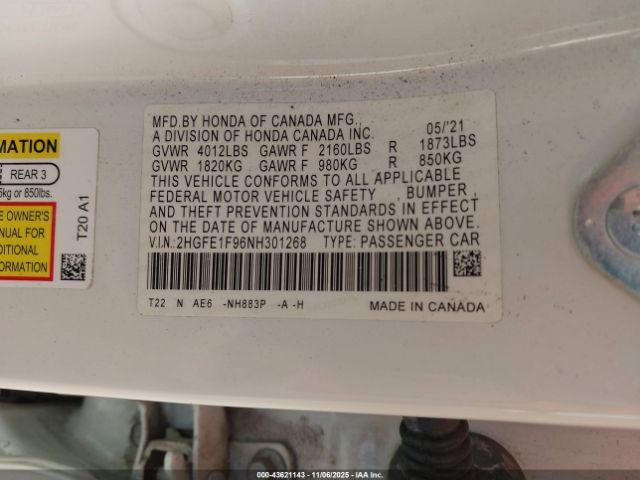 MATION
REAR 3
kg or 850lbs.
E OWNER'S
NUAL FOR
DITIONAL
FORMATION
T20 A1
MFD.BY HONDA OF CANADA MFG., 05/'21
A DIVISION OF HONDA CANADA INC.
GVWR 4012LBS GAWR F 2160LBS R 1873LBS
GVWR 1820KG GAWR F 980KG R 850KG
THIS VEHICLE CONFORMS TO ALL APPLICABLE
FEDERAL MOTOR VEHICLE SAFETY , BUMPER ,
AND THEFT PREVENTION STANDARDS IN EFFECT
ON THE DATE OF MANUFACTURE SHOWN ABOVE.
V.I.N.:2HGFE1F96NH301268 TYPE: PASSENGER CAR
T22 N AE6 -NH883P -A -H MADE IN CANADA
000-43621143 - 11/06/2025 - IAA Inc.